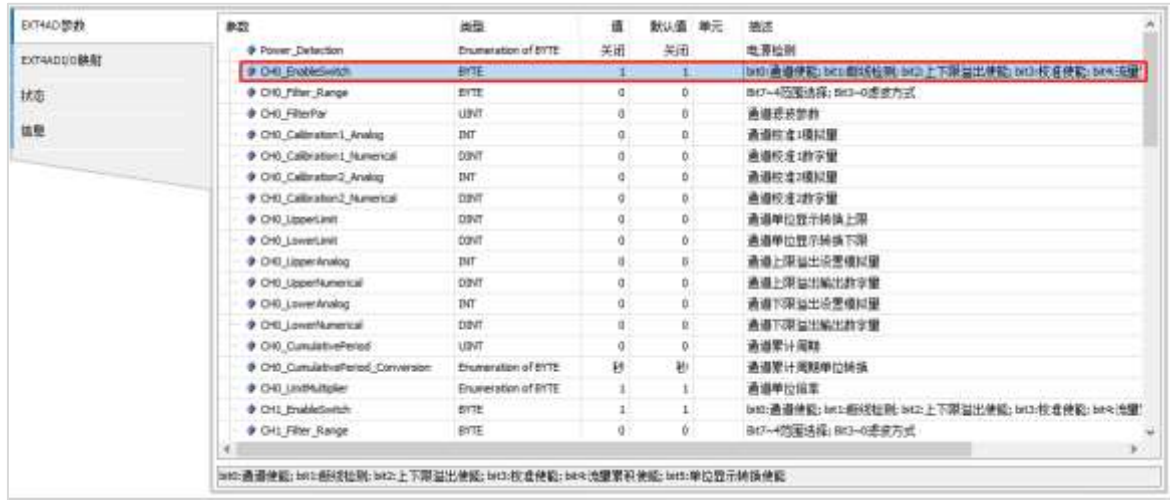 EXT4AD参数
EXT4ADI/O映射
状态
信息
参数 类型 值 默认值 单元 描述
Power_Detection Enumeration of BYTE 关闭 关闭 电源检测
CH0_EnableSwitch BYTE 1 1 bit0:通道使能; bit1:断线检测; bit2:上下限溢出使能; bit3:校准使能; bit4:流量
CH0_Filter_Range BYTE 0 0 Bit7~4范围选择; Bit3~0滤波方式
CH0_FilterPar UINT 0 0 通道滤波参数
CH0_Calibration1_Analog INT 0 0 通道校准1模拟量
CH0_Calibration1_Numerical DINT 0 0 通道校准1数字量
CH0_Calibration2_Analog INT 0 0 通道校准2模拟量
CH0_Calibration2_Numerical DINT 0 0 通道校准2数字量
CH0_UpperLimit DINT 0 0 通道单位显示转换上限
CH0_LowerLimit DINT 0 0 通道单位显示转换下限
CH0_UpperAnalog INT 0 0 通道上限溢出设置模拟量
CH0_UpperNumerical DINT 0 0 通道上限溢出输出数字量
CH0_LowerAnalog INT 0 0 通道下限溢出设置模拟量
CH0_LowerNumerical DINT 0 0 通道下限溢出输出数字量
CH0_CumulativePeriod UINT 0 0 通道累计周期
CH0_CumulativePeriod_Conversion Enumeration of BYTE 秒 秒 通道累计周期单位转换
CH0_UnitMultiplier Enumeration of BYTE 1 1 通道单位倍率
CH1_EnableSwitch BYTE 1 1 bit0:通道使能; bit1:断线检测; bit2:上下限溢出使能; bit3:校准使能; bit4:流量
CH1_Filter_Range BYTE 0 0 Bit7~4范围选择; Bit3~0滤波方式
bit0:通道使能; bit1:断线检测; bit2:上下限溢出使能; bit3:校准使能; bit4:流量累积使能; bit5:单位显示转换使能